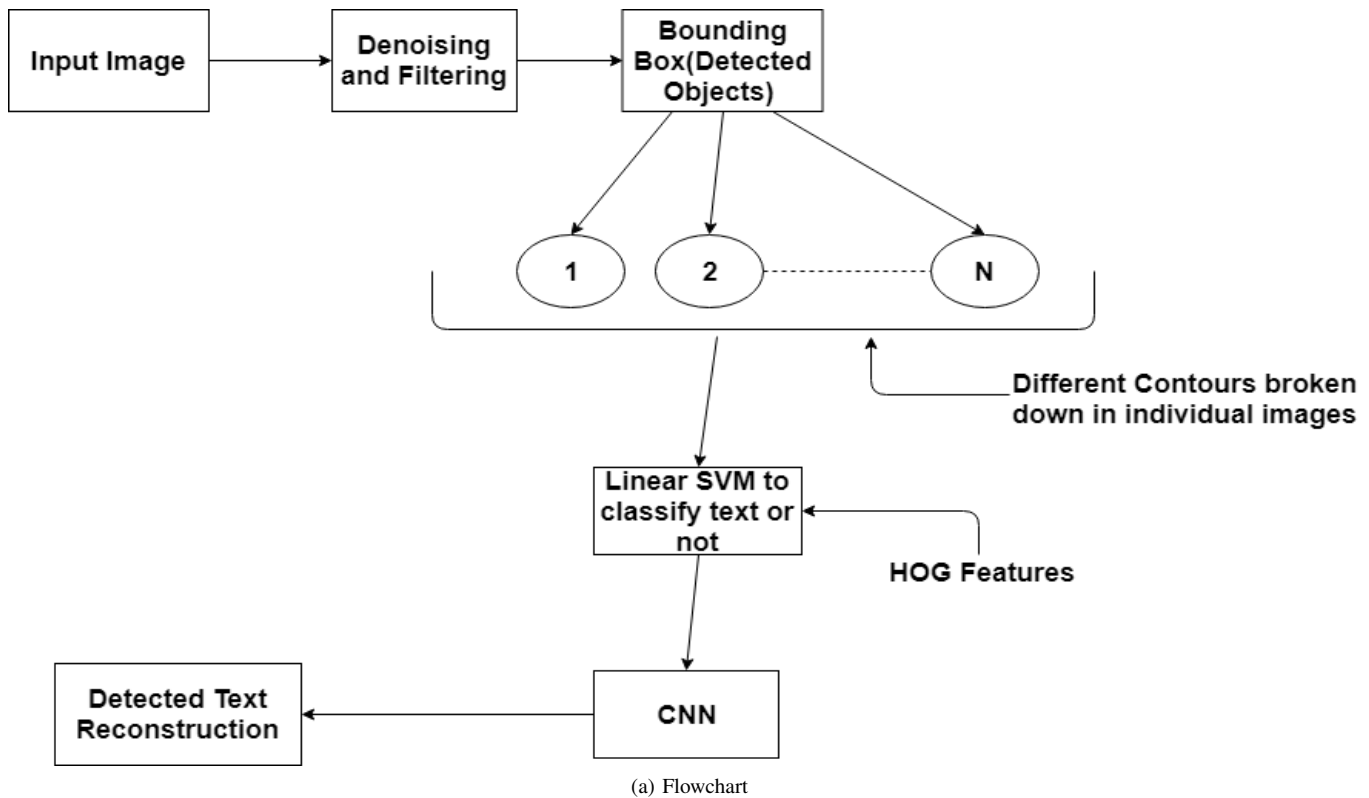 Input Image
Denoising
and Filtering
Bounding
Box(Detected
Objects)
1
2
N
Different Contours broken
down in individual images
Linear SVM to
classify text or
not
HOG Features
CNN
Detected Text
Reconstruction
(a) Flowchart